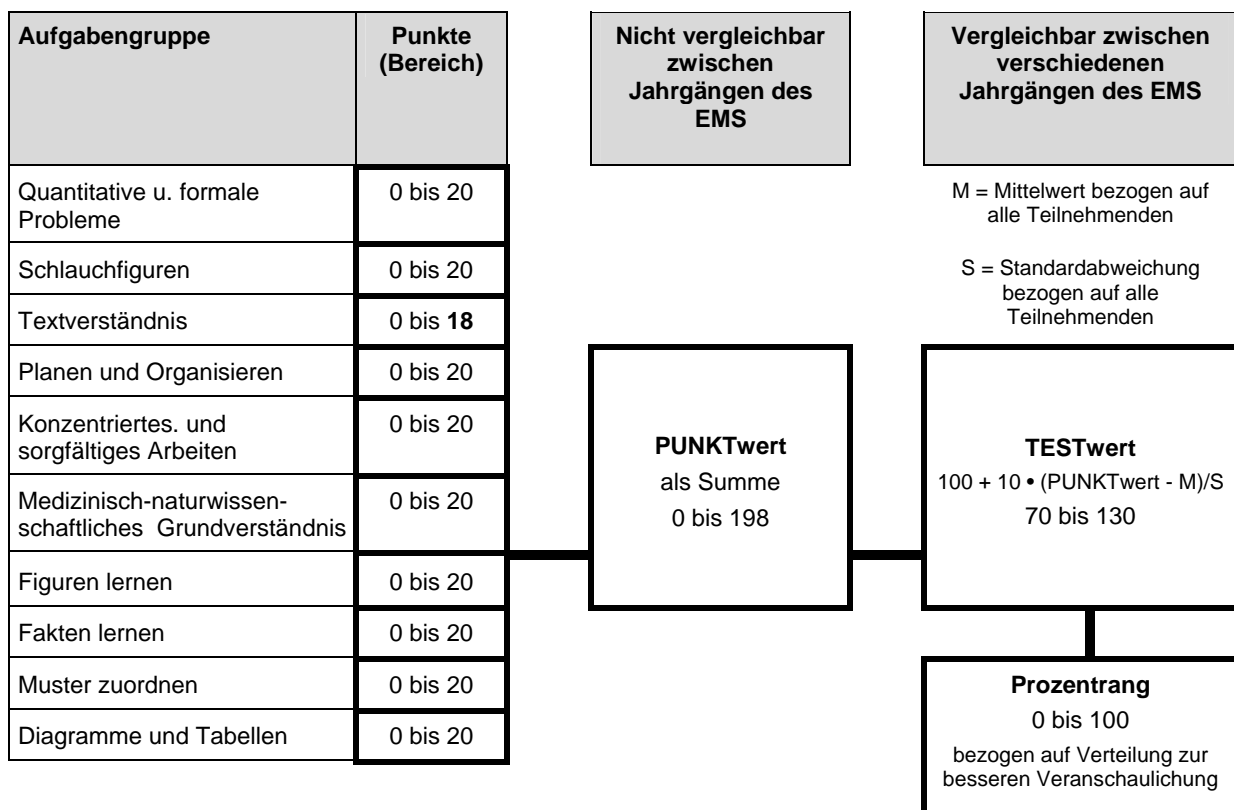 Aufgabengruppe
Punkte
(Bereich)
Nicht vergleichbar
zwischen
Jahrgängen des
EMS
Vergleichbar zwischen
verschiedenen
Jahrgängen des EMS
Quantitative u. formale
Probleme
0 bis 20
Schlauchfiguren
0 bis 20
Textverständnis
0 bis 18
Planen und Organisieren
0 bis 20
Konzentriertes. und
sorgfältiges Arbeiten
0 bis 20
Medizinisch-naturwissen-
schaftliches Grundverständnis
0 bis 20
Figuren lernen
0 bis 20
Fakten lernen
0 bis 20
Muster zuordnen
0 bis 20
Diagramme und Tabellen
0 bis 20
PUNKTwert
als Summe
0 bis 198
M = Mittelwert bezogen auf
alle Teilnehmenden
S = Standardabweichung
bezogen auf alle
Teilnehmenden
TESTwert
100 + 10 • (PUNKTwert - M)/S
70 bis 130
Prozentrang
0 bis 100
bezogen auf Verteilung zur
besseren Veranschaulichung